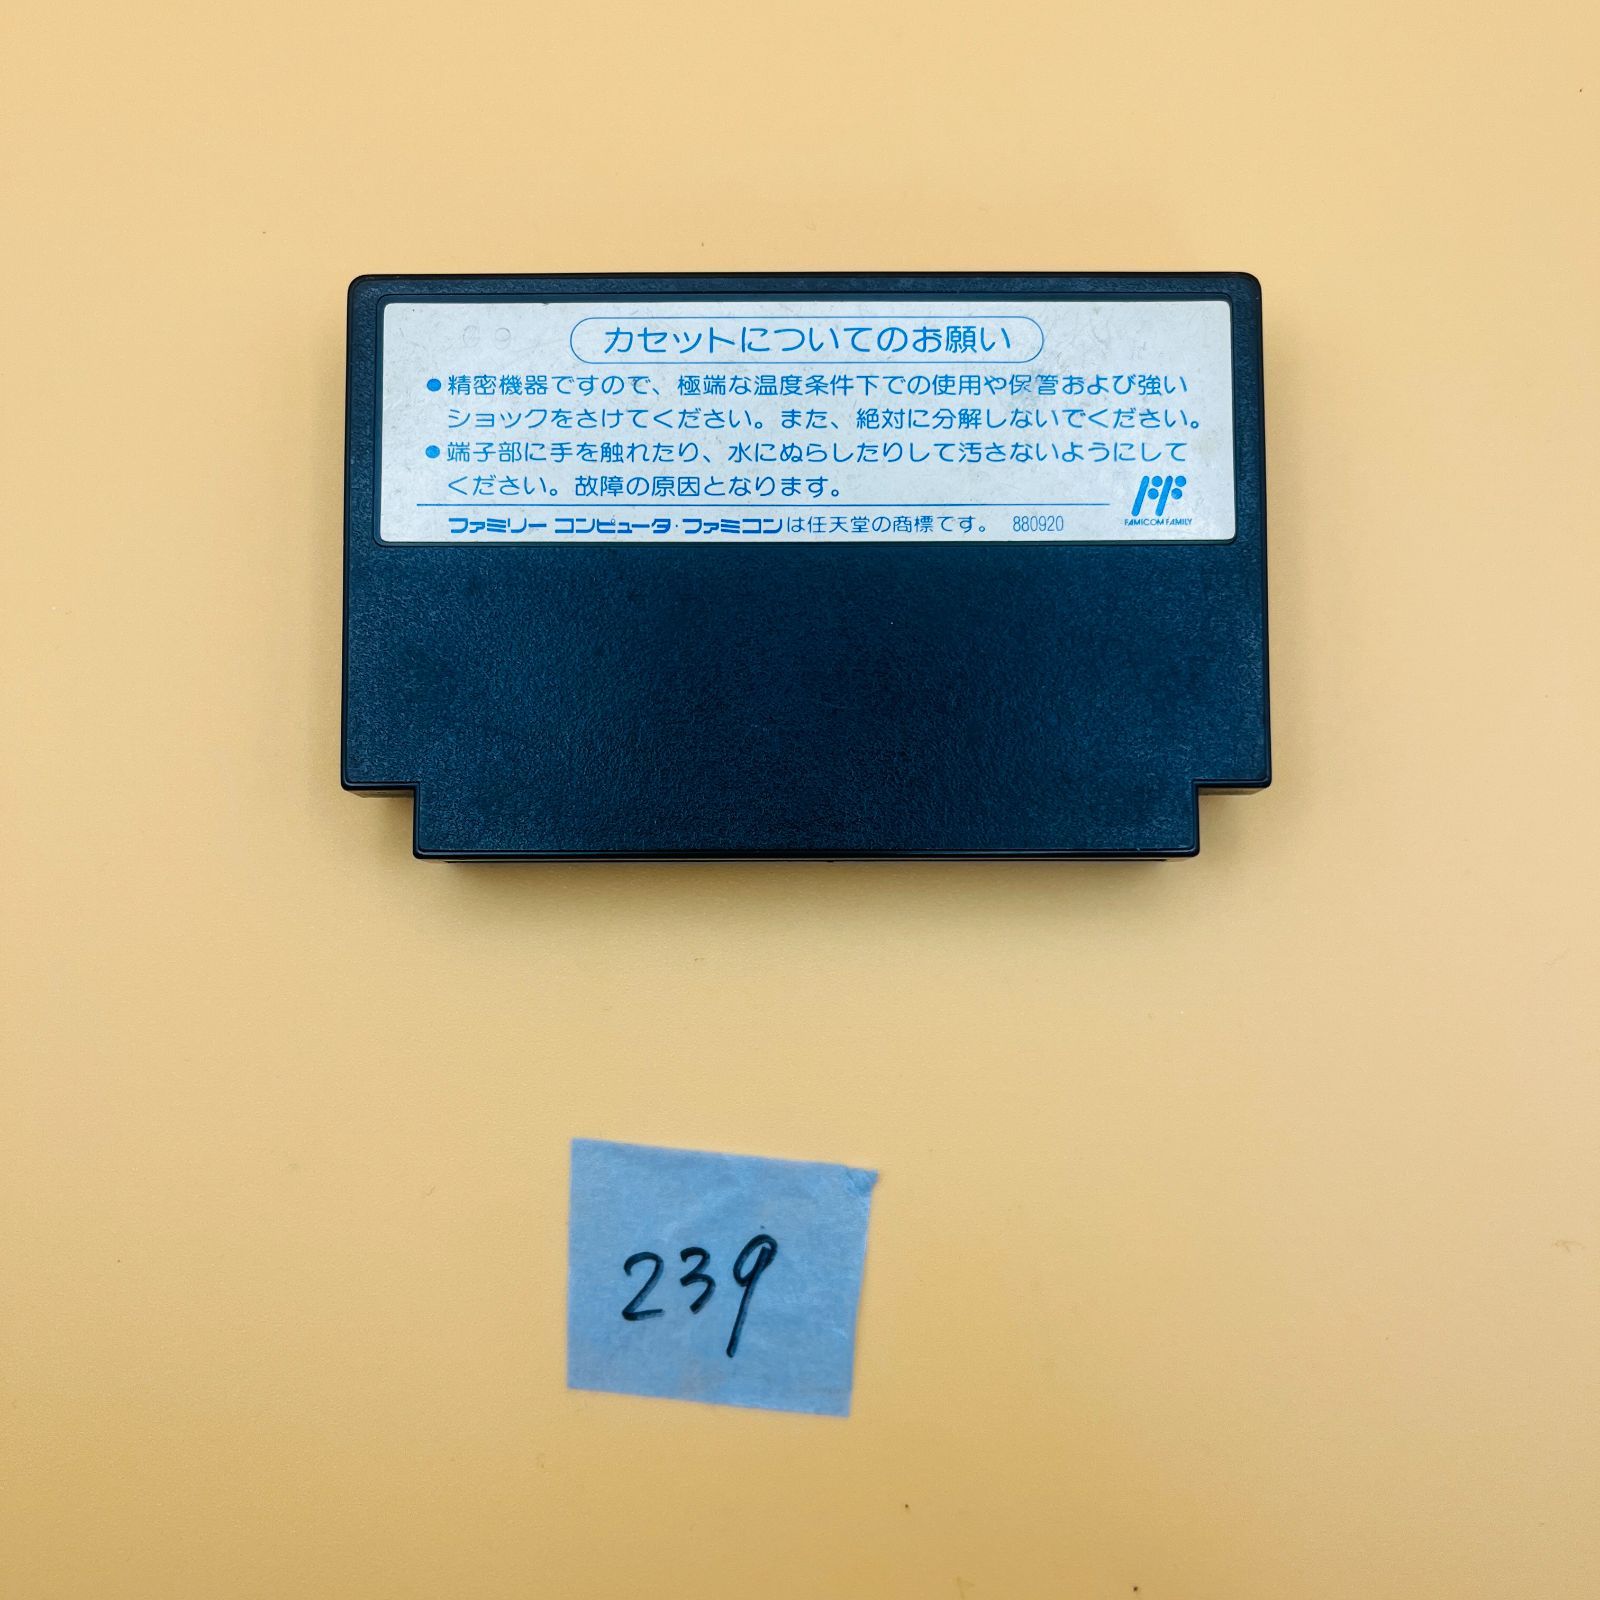 カセットについてのお願い
●精密機器ですので、極端な温度条件下での使用や保管および強い
ショックをさけてください。また、絶対に分解しないでください。
●端子部に手を触れたり、水にぬらしたりして汚さないようにして
ください。故障の原因となります。
ファミリー コンピュータ・ファミコンは任天堂の商標です。 880920
FAMICOM FAMILY
239